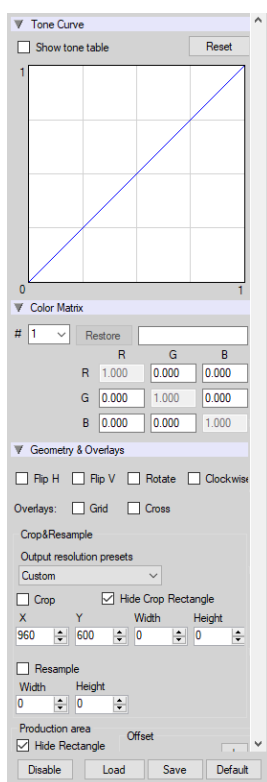 Tone Curve
Show tone table Reset
1
0 1
Color Matrix
# 1 Restore
R G B
R 1.000 0.000 0.000
G 0.000 1.000 0.000
B 0.000 0.000 1.000
Geometry & Overlays
Flip H Flip V Rotate Clockwise
Overlays: Grid Cross
Crop&Resample
Output resolution presets
Custom
Crop Hide Crop Rectangle
X Y Width Height
960 600 0 0
Resample
Width Height
0 0
Production area
Hide Rectangle Offset
Disable Load Save Default